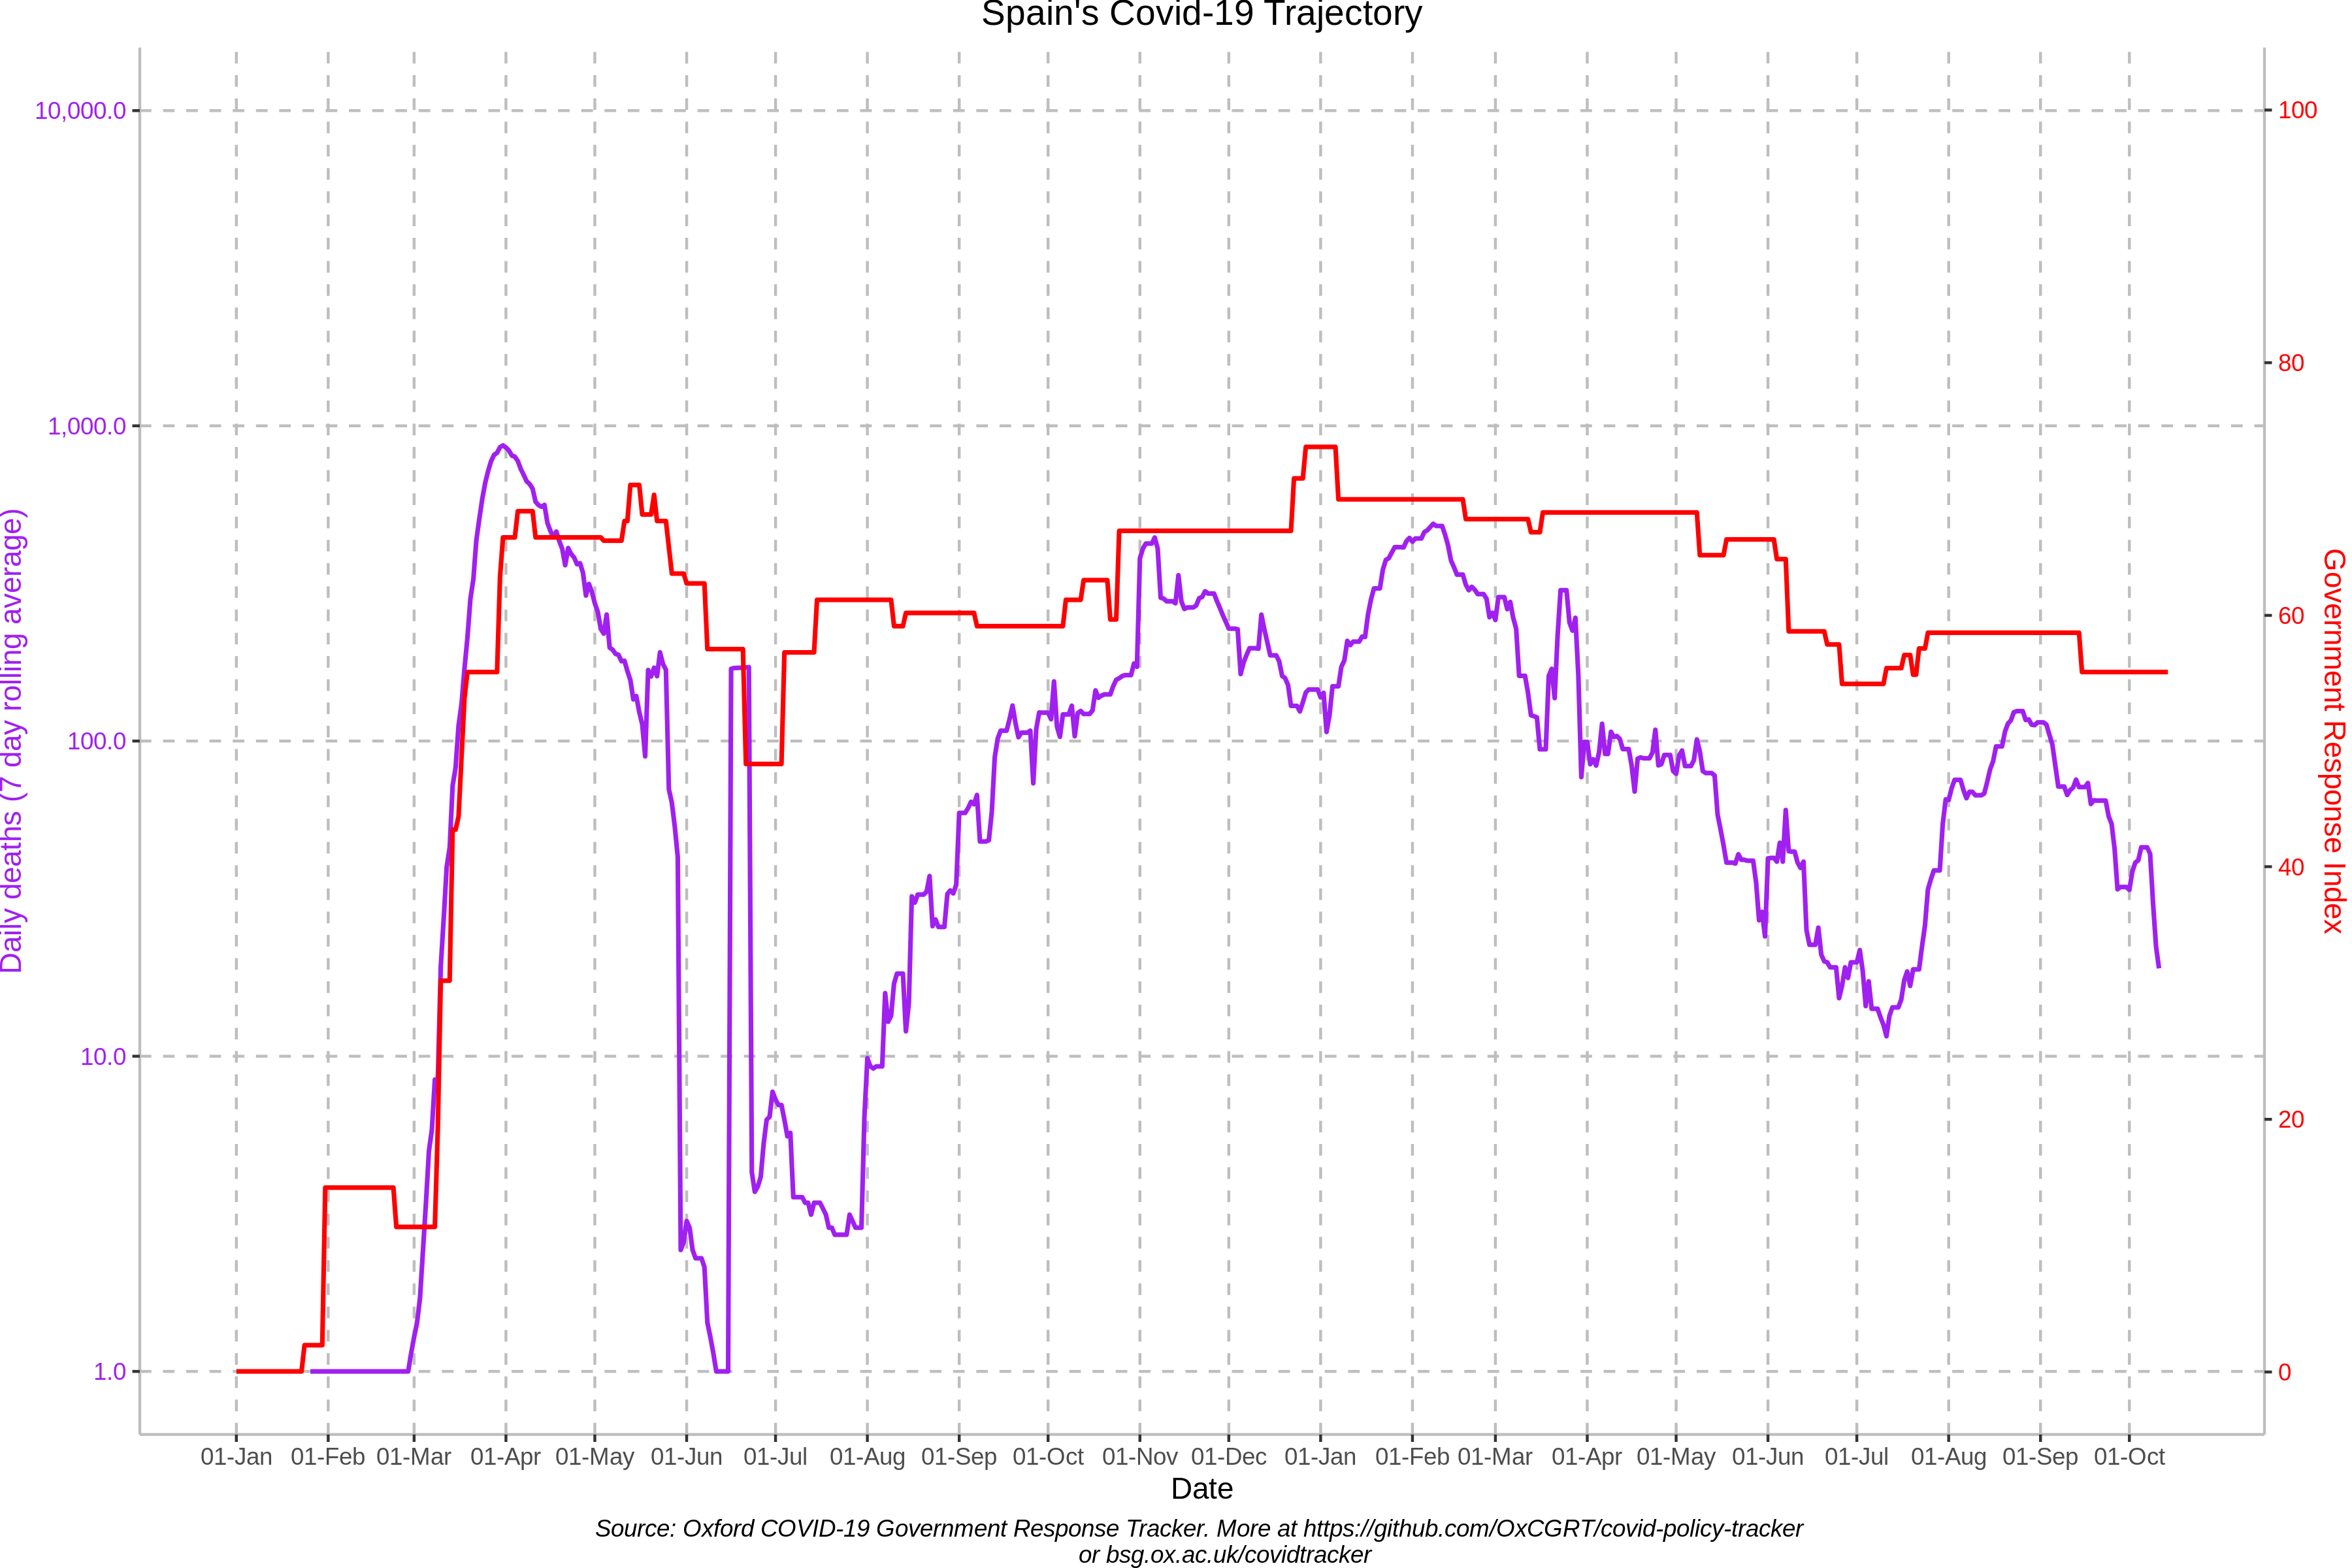 Spain's Covid-19 Trajectory
10,000.0
1,000.0
100.0
10.0
1.0
Daily deaths (7 day rolling average)
100
80
60
40
20
0
Government Response Index
01-Jan 01-Feb 01-Mar 01-Apr 01-May 01-Jun 01-Jul 01-Aug 01-Sep 01-Oct 01-Nov 01-Dec 01-Jan 01-Feb 01-Mar 01-Apr 01-May 01-Jun 01-Jul 01-Aug 01-Sep 01-Oct
Date
Source: Oxford COVID-19 Government Response Tracker. More at https://github.com/OxCGRT/covid-policy-tracker
or bsg.ox.ac.uk/covidtracker